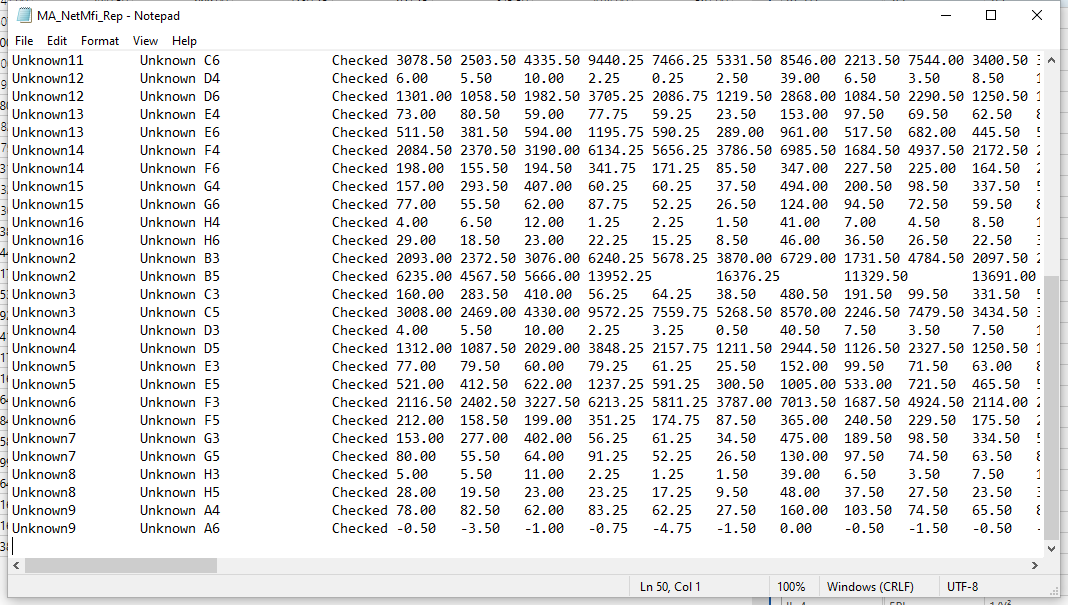 MA_NetMfi_Rep - Notepad
File Edit Format View Help
Unknown11 Unknown C6 Checked 3078.50 2503.50 4335.50 9440.25 7466.25 5331.50 8546.00 2213.50 7544.00 3400.50
Unknown12 Unknown D4 Checked 6.00 5.50 10.00 2.25 0.25 2.50 39.00 6.50 3.50 8.50
Unknown12 Unknown D6 Checked 1301.00 1058.50 1982.50 3705.25 2086.75 1219.50 2868.00 1084.50 2290.50 1250.50
Unknown13 Unknown E4 Checked 73.00 80.50 59.00 77.75 59.25 23.50 153.00 97.50 69.50 62.50
Unknown13 Unknown E6 Checked 511.50 381.50 594.00 1195.75 590.25 289.00 961.00 517.50 682.00 445.50
Unknown14 Unknown F4 Checked 2084.50 2370.50 3190.00 6134.25 5656.25 3786.50 6985.50 1684.50 4937.50 2172.50
Unknown14 Unknown F6 Checked 198.00 155.50 194.50 341.75 171.25 85.50 347.00 227.50 225.00 164.50
Unknown15 Unknown G4 Checked 157.00 293.50 407.00 60.25 60.25 37.50 494.00 200.50 98.50 337.50
Unknown15 Unknown G6 Checked 77.00 55.50 62.00 87.75 52.25 26.50 124.00 94.50 72.50 59.50
Unknown16 Unknown H4 Checked 4.00 6.50 12.00 1.25 2.25 1.50 41.00 7.00 4.50 8.50
Unknown16 Unknown H6 Checked 29.00 18.50 23.00 22.25 15.25 8.50 46.00 36.50 26.50 22.50
Unknown2 Unknown B3 Checked 2093.00 2372.50 3076.00 6240.25 5678.25 3870.00 6729.00 1731.50 4784.50 2097.50
Unknown2 Unknown B5 Checked 6235.00 4567.50 5666.00 13952.25 16376.25 11329.50 13691.00
Unknown3 Unknown C3 Checked 160.00 283.50 410.00 56.25 64.25 38.50 480.50 191.50 99.50 331.50
Unknown3 Unknown C5 Checked 3008.00 2469.00 4330.00 9572.25 7559.75 5268.50 8570.00 2246.50 7479.50 3434.50
Unknown4 Unknown D3 Checked 4.00 5.50 10.00 2.25 3.25 0.50 40.50 7.50 3.50 7.50
Unknown4 Unknown D5 Checked 1312.00 1087.50 2029.00 3848.25 2157.75 1211.50 2944.50 1126.50 2327.50 1250.50
Unknown5 Unknown E3 Checked 77.00 79.50 60.00 79.25 61.25 25.50 152.00 99.50 71.50 63.00
Unknown5 Unknown E5 Checked 521.00 412.50 622.00 1237.25 591.25 300.50 1005.00 533.00 721.50 465.50
Unknown6 Unknown F3 Checked 2116.50 2402.50 3227.50 6213.25 5811.25 3787.00 7013.50 1687.50 4924.50 2114.00
Unknown6 Unknown F5 Checked 212.00 158.50 199.00 351.25 174.75 87.50 365.00 240.50 229.50 175.50
Unknown7 Unknown G3 Checked 153.00 277.00 402.00 56.25 61.25 34.50 475.00 189.50 98.50 334.50
Unknown7 Unknown G5 Checked 80.00 55.50 64.00 91.25 52.25 26.50 130.00 97.50 74.50 63.50
Unknown8 Unknown H3 Checked 5.00 5.50 11.00 2.25 1.25 1.50 39.00 6.50 3.50 7.50
Unknown8 Unknown H5 Checked 28.00 19.50 23.00 23.25 17.25 9.50 48.00 37.50 27.50 23.50
Unknown9 Unknown A4 Checked 78.00 82.50 62.00 83.25 62.25 27.50 160.00 103.50 74.50 65.50
Unknown9 Unknown A6 Checked -0.50 -3.50 -1.00 -0.75 -4.75 -1.50 0.00 -0.50 -1.50 -0.50
Ln 50, Col 1 100% Windows (CRLF) UTF-8